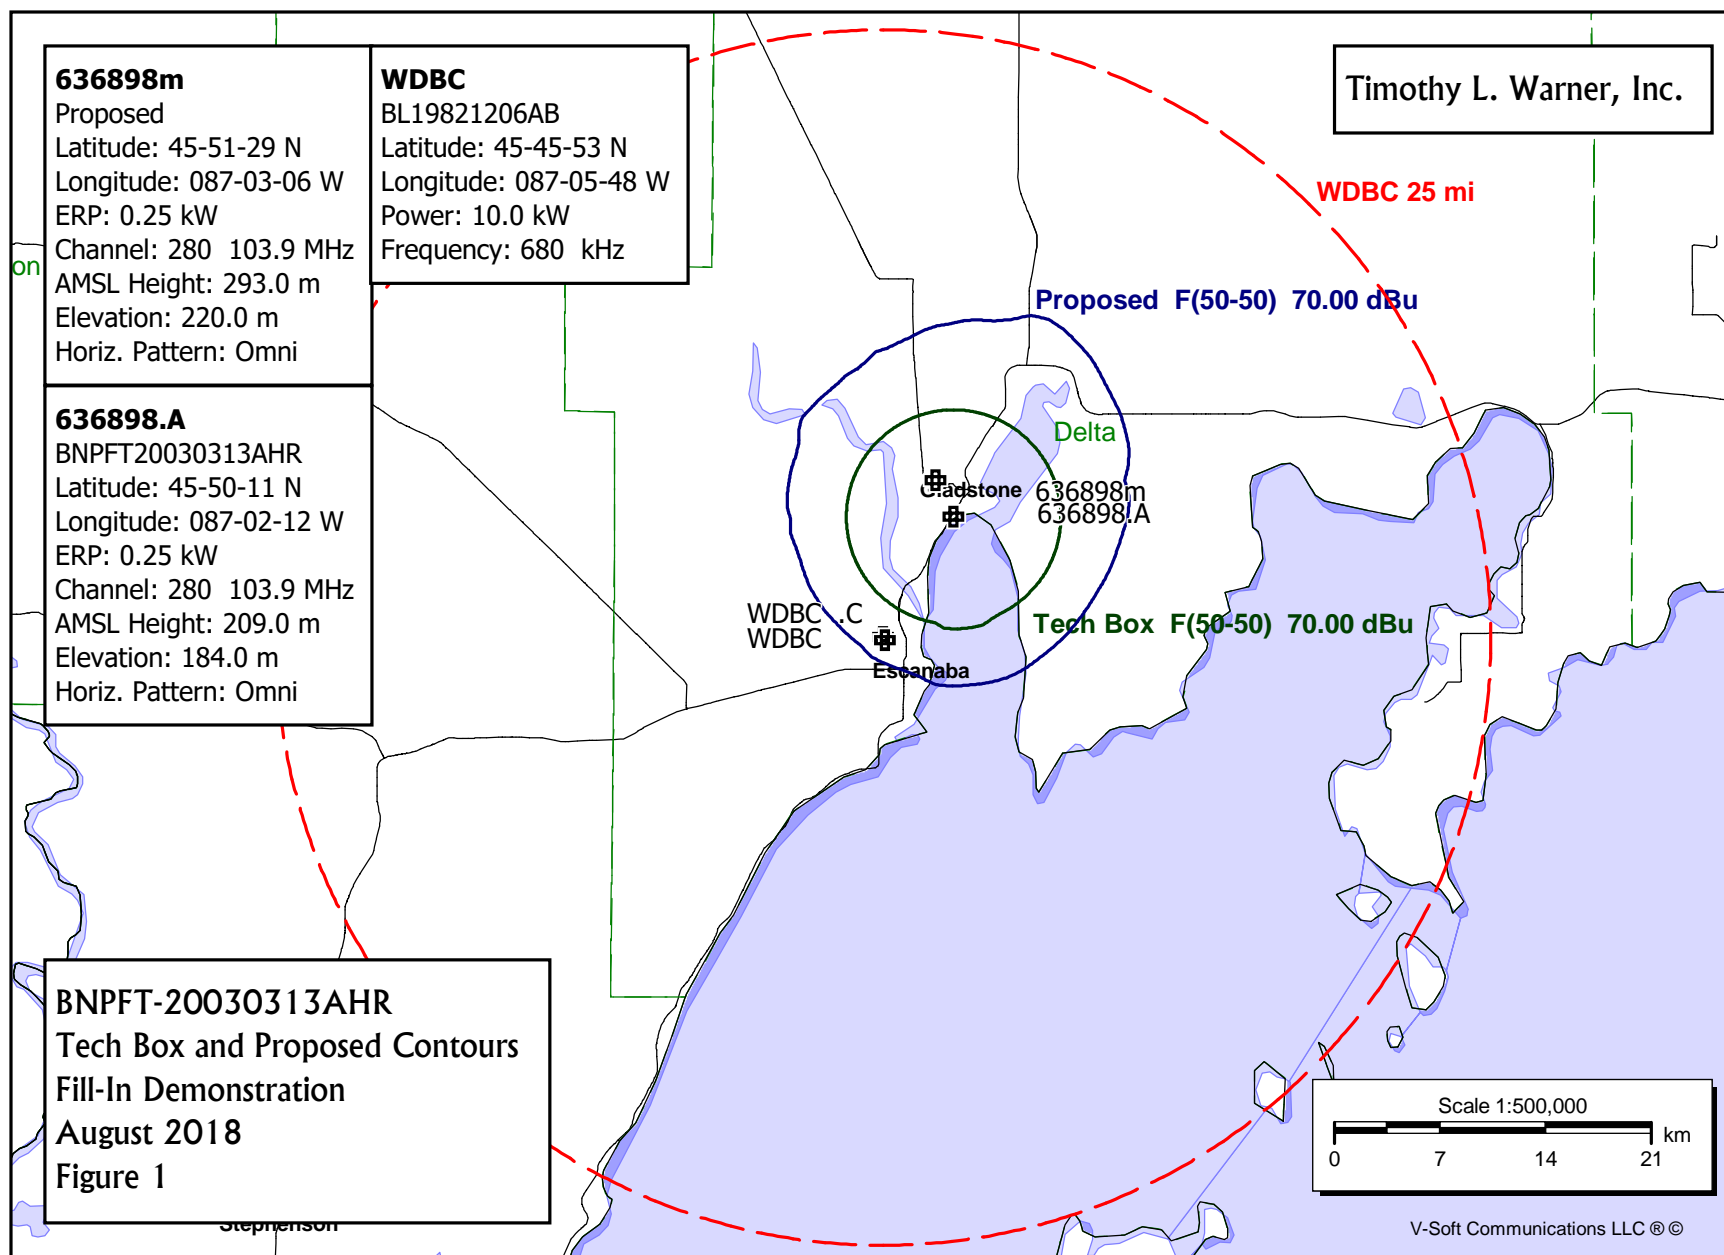 636898m
Proposed
Latitude: 45-51-29 N
Longitude: 087-03-06 W
ERP: 0.25 kW
Channel: 280  103.9 MHz
AMSL Height: 293.0 m
Elevation: 220.0 m
Horiz. Pattern: Omni
WDBC
BL19821206AB
Latitude: 45-45-53 N
Longitude: 087-05-48 W
Power: 10.0 kW
Frequency: 680  kHz
Timothy L. Warner, Inc.
WDBC 25 mi
on
Proposed  F(50-50)  70.00 dBu
636898.A
BNPFT20030313AHR
Latitude: 45-50-11 N
Longitude: 087-02-12 W
ERP: 0.25 kW
Channel: 280  103.9 MHz
AMSL Height: 209.0 m
Elevation: 184.0 m
Horiz. Pattern: Omni
Delta
Gladstone
636898m
636898.A
WDBC .C
WDBC
Tech Box  F(50-50)  70.00 dBu
Escanaba
BNPFT-20030313AHR
Tech Box and Proposed Contours
Fill-In Demonstration
August 2018
Figure 1
Stephenson
Scale 1:500,000
km
0 7 14 21
V-Soft Communications LLC ® ©